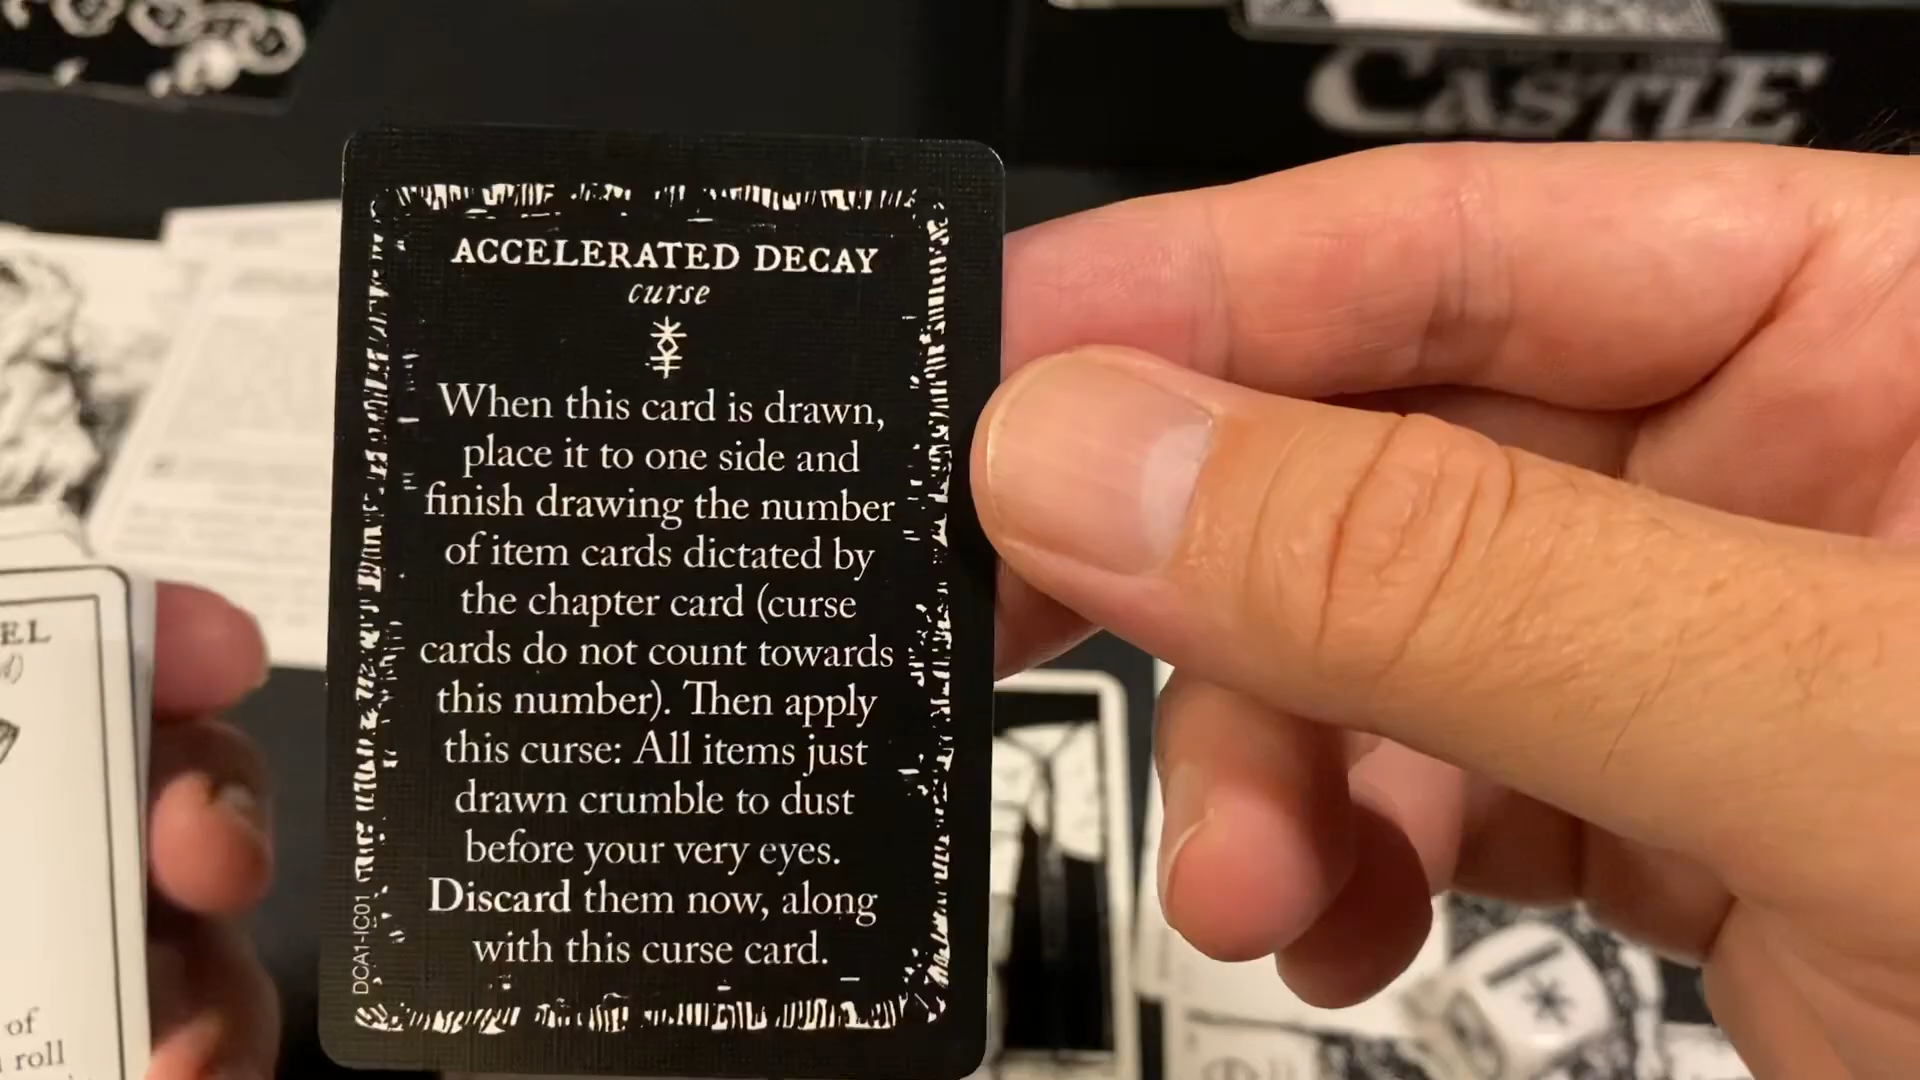 CASTLE
ACCELERATED DECAY
curse
When this card is drawn,
place it to one side and
finish drawing the number
of item cards dictated by
the chapter card (curse
cards do not count towards
this number). Then apply
this curse: All items just
drawn crumble to dust
before your very eyes.
Discard them now, along
with this curse card.
DCA1-IC01
EL
of
roll